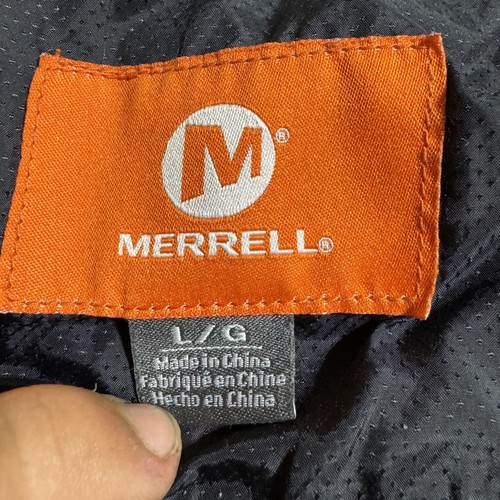 M®
MERRELL®
L/G
Made in China
Fabriqué en Chine
Hecho en China